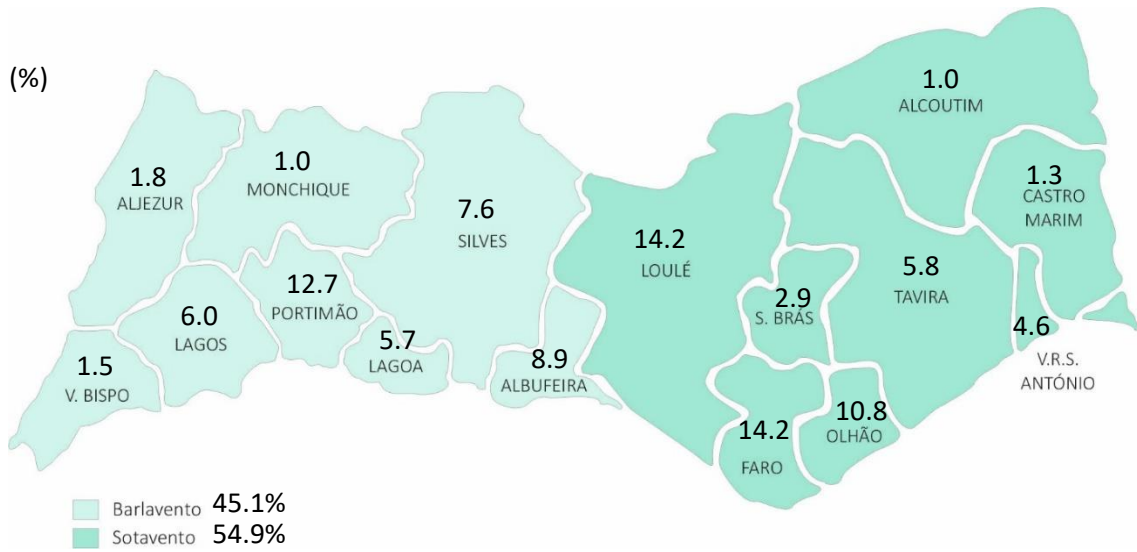 (%)
1.8
ALJEZUR
1.0
MONCHIQUE
7.6
SILVES
12.7
PORTIMÃO
6.0
LAGOS
1.5
V. BISPO
5.7
LAGOA
8.9
ALBUFEIRA
14.2
LOULÉ
2.9
S. BRÁS
14.2
FARO
10.8
OLHÃO
5.8
TAVIRA
1.0
ALCOUTIM
1.3
CASTRO
MARIM
4.6
V.R.S.
ANTÓNIO
Barlavento 45.1%
Sotavento 54.9%